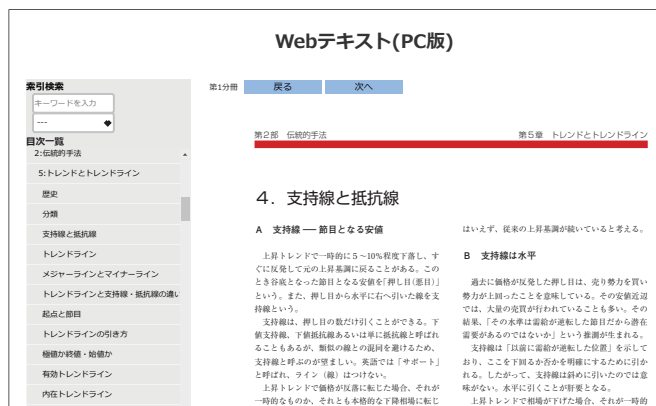 Webテキスト(PC版)
索引検索
キーワードを入力
---
目次一覧
2:伝統的手法
5:トレンドとトレンドライン
歴史
分類
支持線と抵抗線
トレンドライン
メジャーラインとマイナーライン
トレンドラインと支持線・抵抗線の違い
起点と節目
トレンドラインの引き方
極値か終値・始値か
有効トレンドライン
内在トレンドライン
第1分冊
戻る
次へ
第2部 伝統的手法
第5章 トレンドとトレンドライン
4. 支持線と抵抗線
A 支持線 ── 節目となる安値
上昇トレンドで一時的に5～10%程度下落し、す
ぐに反発して元の上昇基調に戻ることがある。この
とき谷底となった節目となる安値を「押し目(悪目)」
という。また、押し目から水平に右へ引いた線を支
持線という。
支持線は、押し目の数だけ引くことができる。下
値支持線、下値抵抗線あるいは単に抵抗線と呼ばれ
ることもあるが、類似の線との混同を避けるため、
支持線と呼ぶのが望ましい。英語では「サポート」
と呼ばれ、ライン（線）はつけない。
上昇トレンドで価格が反落に転じた場合、それが
一時的なものか、それとも本格的な下降相場に転じ
はいえず、従来の上昇基調が続いていると考える。
B 支持線は水平
過去に価格が反発した押し目は、売り勢力を買い
勢力が上回ったことを意味している。その安値近辺
では、大量の売買が行われていることも多い。その
結果、「その水準は需給が逆転した節目だから潜在
需要があるのではないか」という推測が生まれる。
支持線は「以前に需給が逆転した位置」を示して
おり、ここを下回るか否かを明確にするために引か
れる。したがって、支持線は斜めに引いたのでは意
味がない。水平に引くことが肝要となる。
上昇トレンドで相場が下げた場合、それが一時的